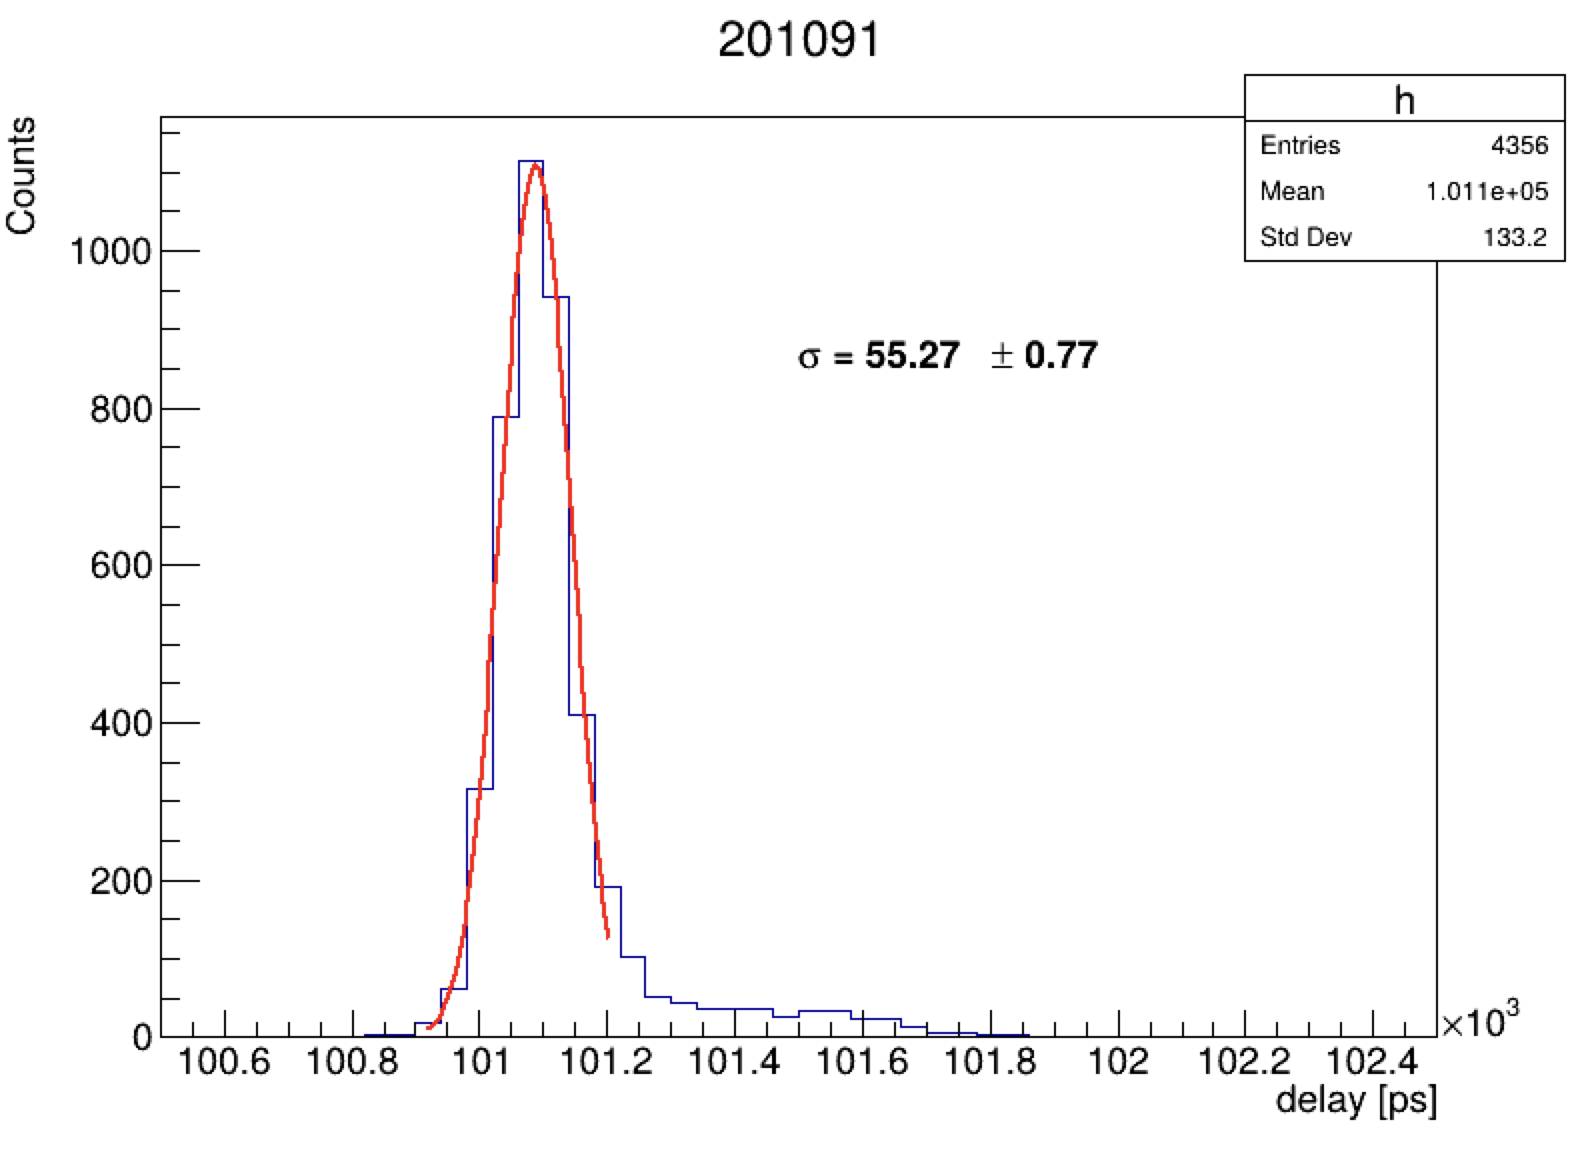 201091
h
Entries 4356
Mean 1.011e+05
Std Dev 133.2
Counts
1000
800
600
400
200
0
σ = 55.27 ± 0.77
100.6 100.8 101 101.2 101.4 101.6 101.8 102 102.2 102.4
×10³
delay [ps]